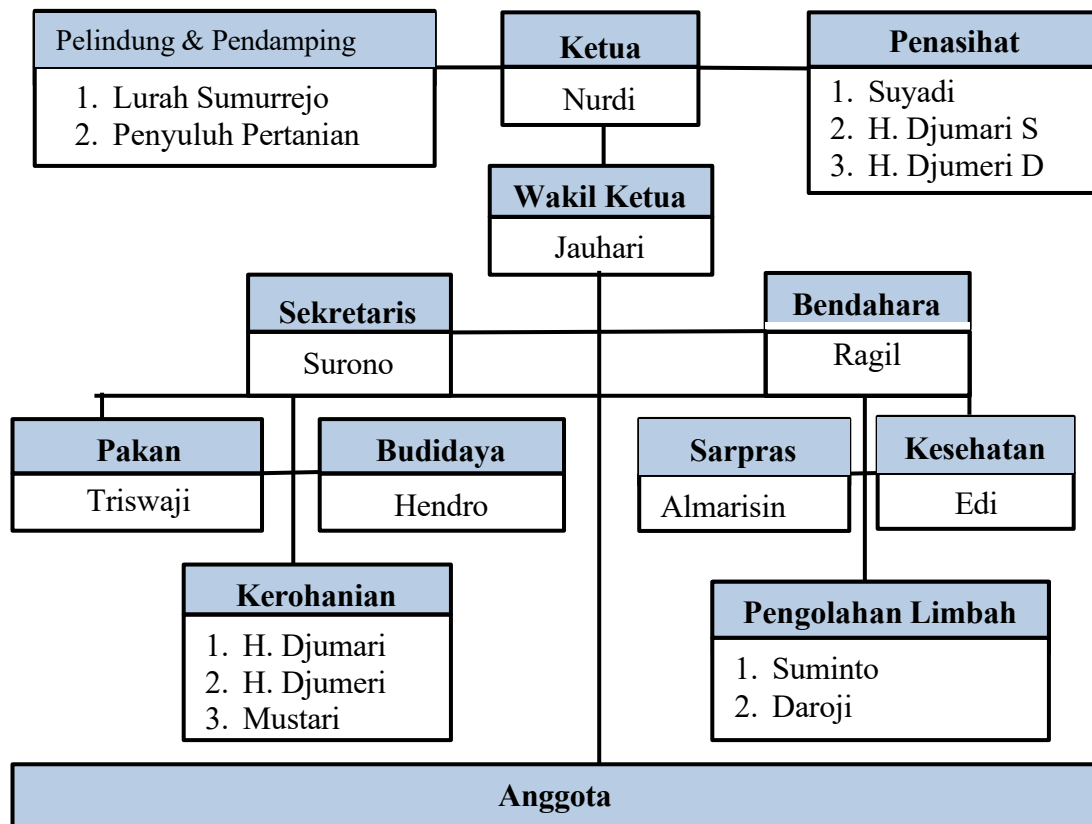 Pelindung & Pendamping
1. Lurah Sumurrejo
2. Penyuluh Pertanian
Ketua
Nurdi
Penasihat
1. Suyadi
2. H. Djumari S
3. H. Djumeri D
Wakil Ketua
Jauhari
Sekretaris
Surono
Bendahara
Ragil
Pakan
Triswaji
Budidaya
Hendro
Sarpras
Almarisin
Kesehatan
Edi
Kerohanian
1. H. Djumari
2. H. Djumeri
3. Mustari
Pengolahan Limbah
1. Suminto
2. Daroji
Anggota